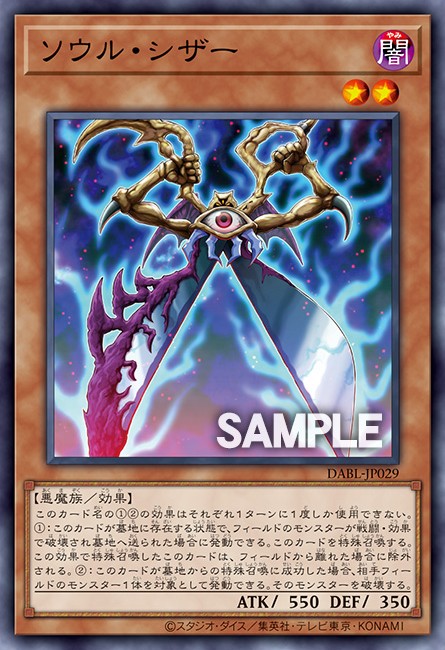 ソウル・シザー
闇
SAMPLE
DABL-JP029
【悪魔族／効果】
このカード名の①②の効果はそれぞれ1ターンに1度しか使用できない。
①：このカードが墓地に存在する状態で、フィールドのモンスターが戦闘・効果
で破壊され墓地へ送られた場合に発動できる。このカードを特殊召喚する。
この効果で特殊召喚したこのカードは、フィールドから離れた場合に除外
される。②：このカードが墓地からの特殊召喚に成功した場合、相手フィー
ルドのモンスター1体を対象として発動できる。そのモンスターを破壊する。
ATK/ 550 DEF/ 350
©スタジオ・ダイス／集英社・テレビ東京・KONAMI